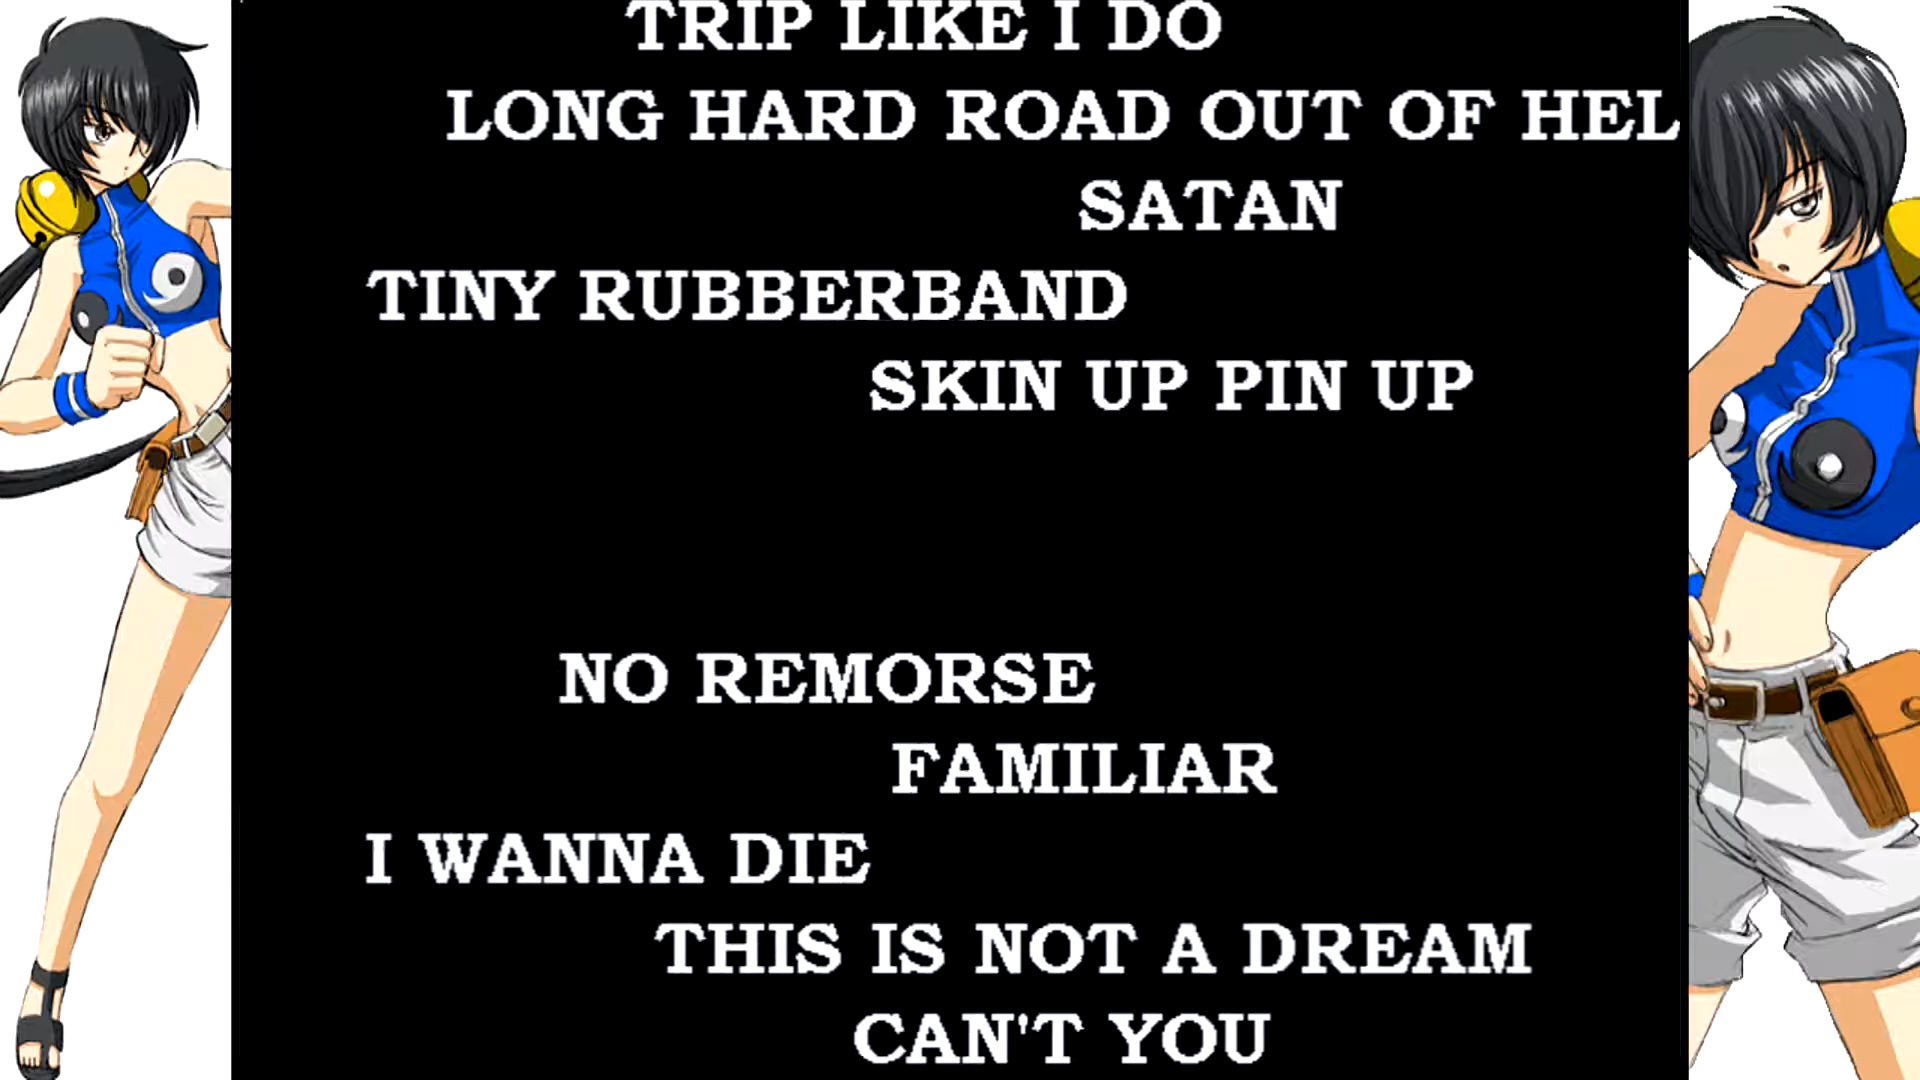 TRIP LIKE I DO
LONG HARD ROAD OUT OF HEL
SATAN
TINY RUBBERBAND
SKIN UP PIN UP
NO REMORSE
FAMILIAR
I WANNA DIE
THIS IS NOT A DREAM
CAN'T YOU